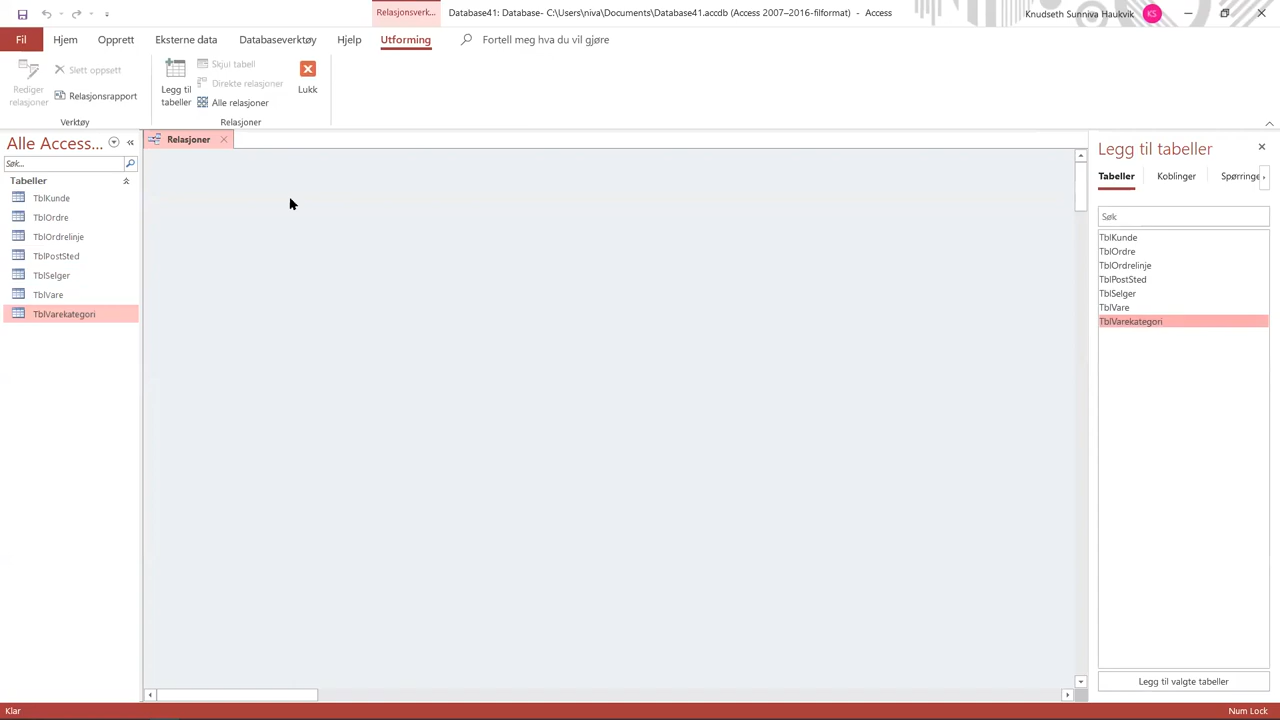 Relasjonsverk...
Database41: Database- C:\Users\niva\Documents\Database41.accdb (Access 2007–2016-filformat) - Access
Knudseth Sunniva Haukvik
KS
Fil
Hjem
Opprett
Eksterne data
Databaseverktøy
Hjelp
Utforming
Fortell meg hva du vil gjøre
Rediger
relasjoner
Slett oppsett
Relasjonsrapport
Verktøy
Legg til
tabeller
Skjul tabell
Direkte relasjoner
Alle relasjoner
Lukk
Relasjoner
Alle Access...
Søk...
Tabeller
TblKunde
TblOrdre
TblOrdrelinje
TblPostSted
TblSelger
TblVare
TblVarekategori
Relasjoner
Legg til tabeller
Tabeller
Koblinger
Spørringe
Søk
TblKunde
TblOrdre
TblOrdrelinje
TblPostSted
TblSelger
TblVare
TblVarekategori
Legg til valgte tabeller
Klar
Num Lock